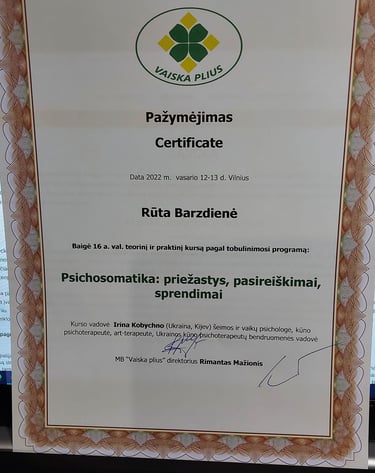 VAISKA PLIUS
Pažymėjimas
Certificate
Data 2022 m. vasario 12-13 d. Vilnius
Rūta Barzdienė
Baigė 16 a. val. teorinį ir praktinį kursą pagal tobulinimosi programą:
Psichosomatika: priežastys, pasireiškimai,
sprendimai
Kurso vadovė Irina Kobychno (Ukraina, Kijev) šeimos ir vaikų psichologė, kūno
psichoterapeutė, art-terapeutė, Ukrainos kūno psichoterapeutų bendruomenės vadovė
MB "Vaiska plius" direktorius Rimantas Mažionis